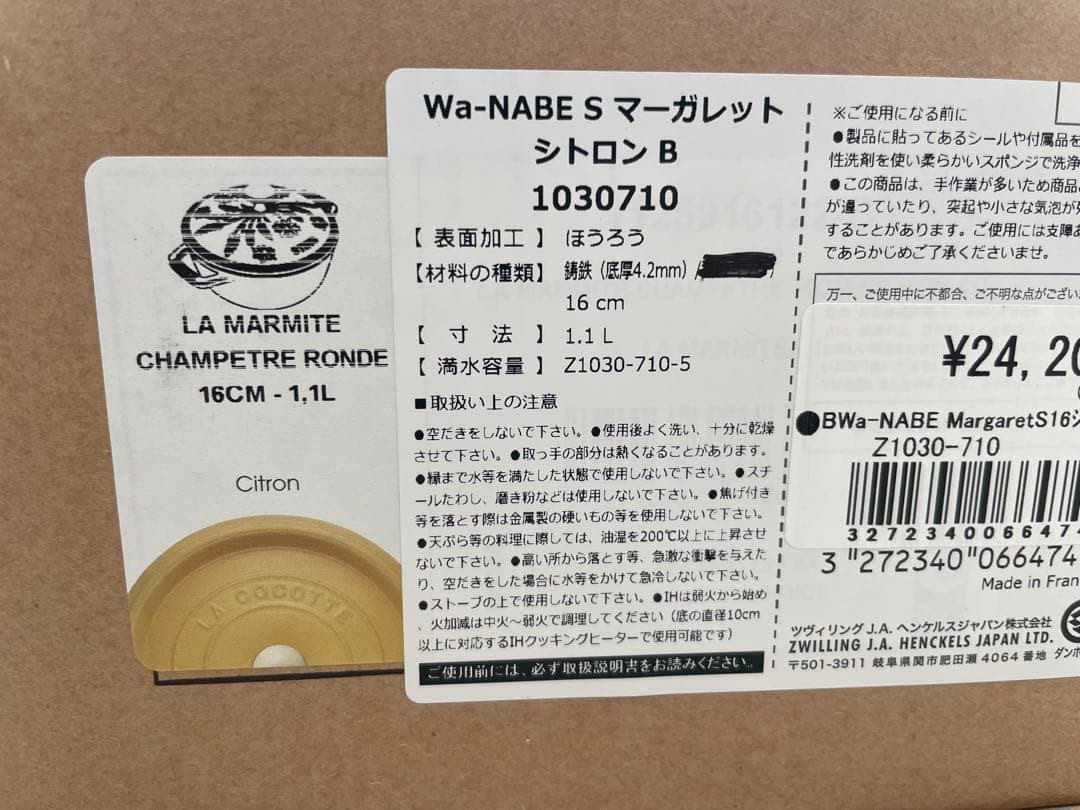 LA MARMITE
CHAMPETRE RONDE
16CM - 1,1L
Citron
LA COCOTTE
Wa-NABE S マーガレット
シトロン B
1030710
【 表面加工 】 ほうろう
【材料の種類】 鋳鉄（底厚4.2mm）
16 cm
【 寸 法 】 1.1 L
【 満水容量 】 Z1030-710-5
■取扱い上の注意
●空だきをしないで下さい。●使用後よく洗い、十分に乾燥
させて下さい。●取っ手の部分は熱くなることがあります。
●縁まで水等を満たした状態で使用しないで下さい。●スチ
ールたわし、磨き粉などは使用しないで下さい。●焦げ付き
等を落とす際は金属製の硬いもの等を使用しないで下さい。
●天ぷら等の料理に際しては、油温を200℃以上に上昇させ
ないで下さい。●高い所から落とす等、急激な衝撃を与えた
り、空だきをした場合に水等をかけて急冷しないで下さい。
●ストーブの上で使用しないで下さい。●IHは弱火から始め
、火加減は中火～弱火で調理してください（底の直径10cm
以上に対応するIHクッキングヒーターで使用可能です）
ご使用前には、必ず取扱説明書をお読みください。
※ご使用になる前に
●製品に貼ってあるシールや付属品を
性洗剤を使い柔らかいスポンジで洗浄
●この商品は、手作業が多いため商品
が違っていたり、突起や小さな気泡が
することがあります。ご使用には支障
であらかじめご了承くださいませ。
万一、ご使用中に不都合、ご不明な点がござい
¥24,20
●BWa-NABE MargaretS16シ
Z1030-710
327234006647
3 "272340"066474
Made in Fran
ツヴィリング J.A. ヘンケルスジャパン株式会社
ZWILLING J.A. HENCKELS JAPAN LTD.
〒501-3911 岐阜県関市肥田瀬 4064 番地
ダンボ